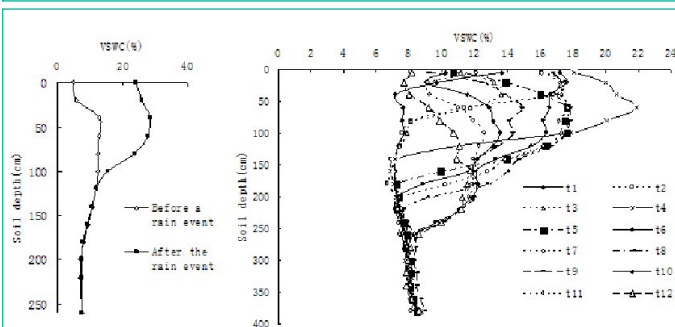 VSWC(%)
0 20 40
0
50
100
150
200
250
Soil depth(cm)
Before a
rain event
After the
rain event
VSWC(%)
0 2 4 6 8 10 12 14 16 18 20 22 24
0
50
100
150
200
250
300
350
400
Soil depth(cm)
t1 t2
t3 t4
t5 t6
t7 t8
t9 t10
t11 t12